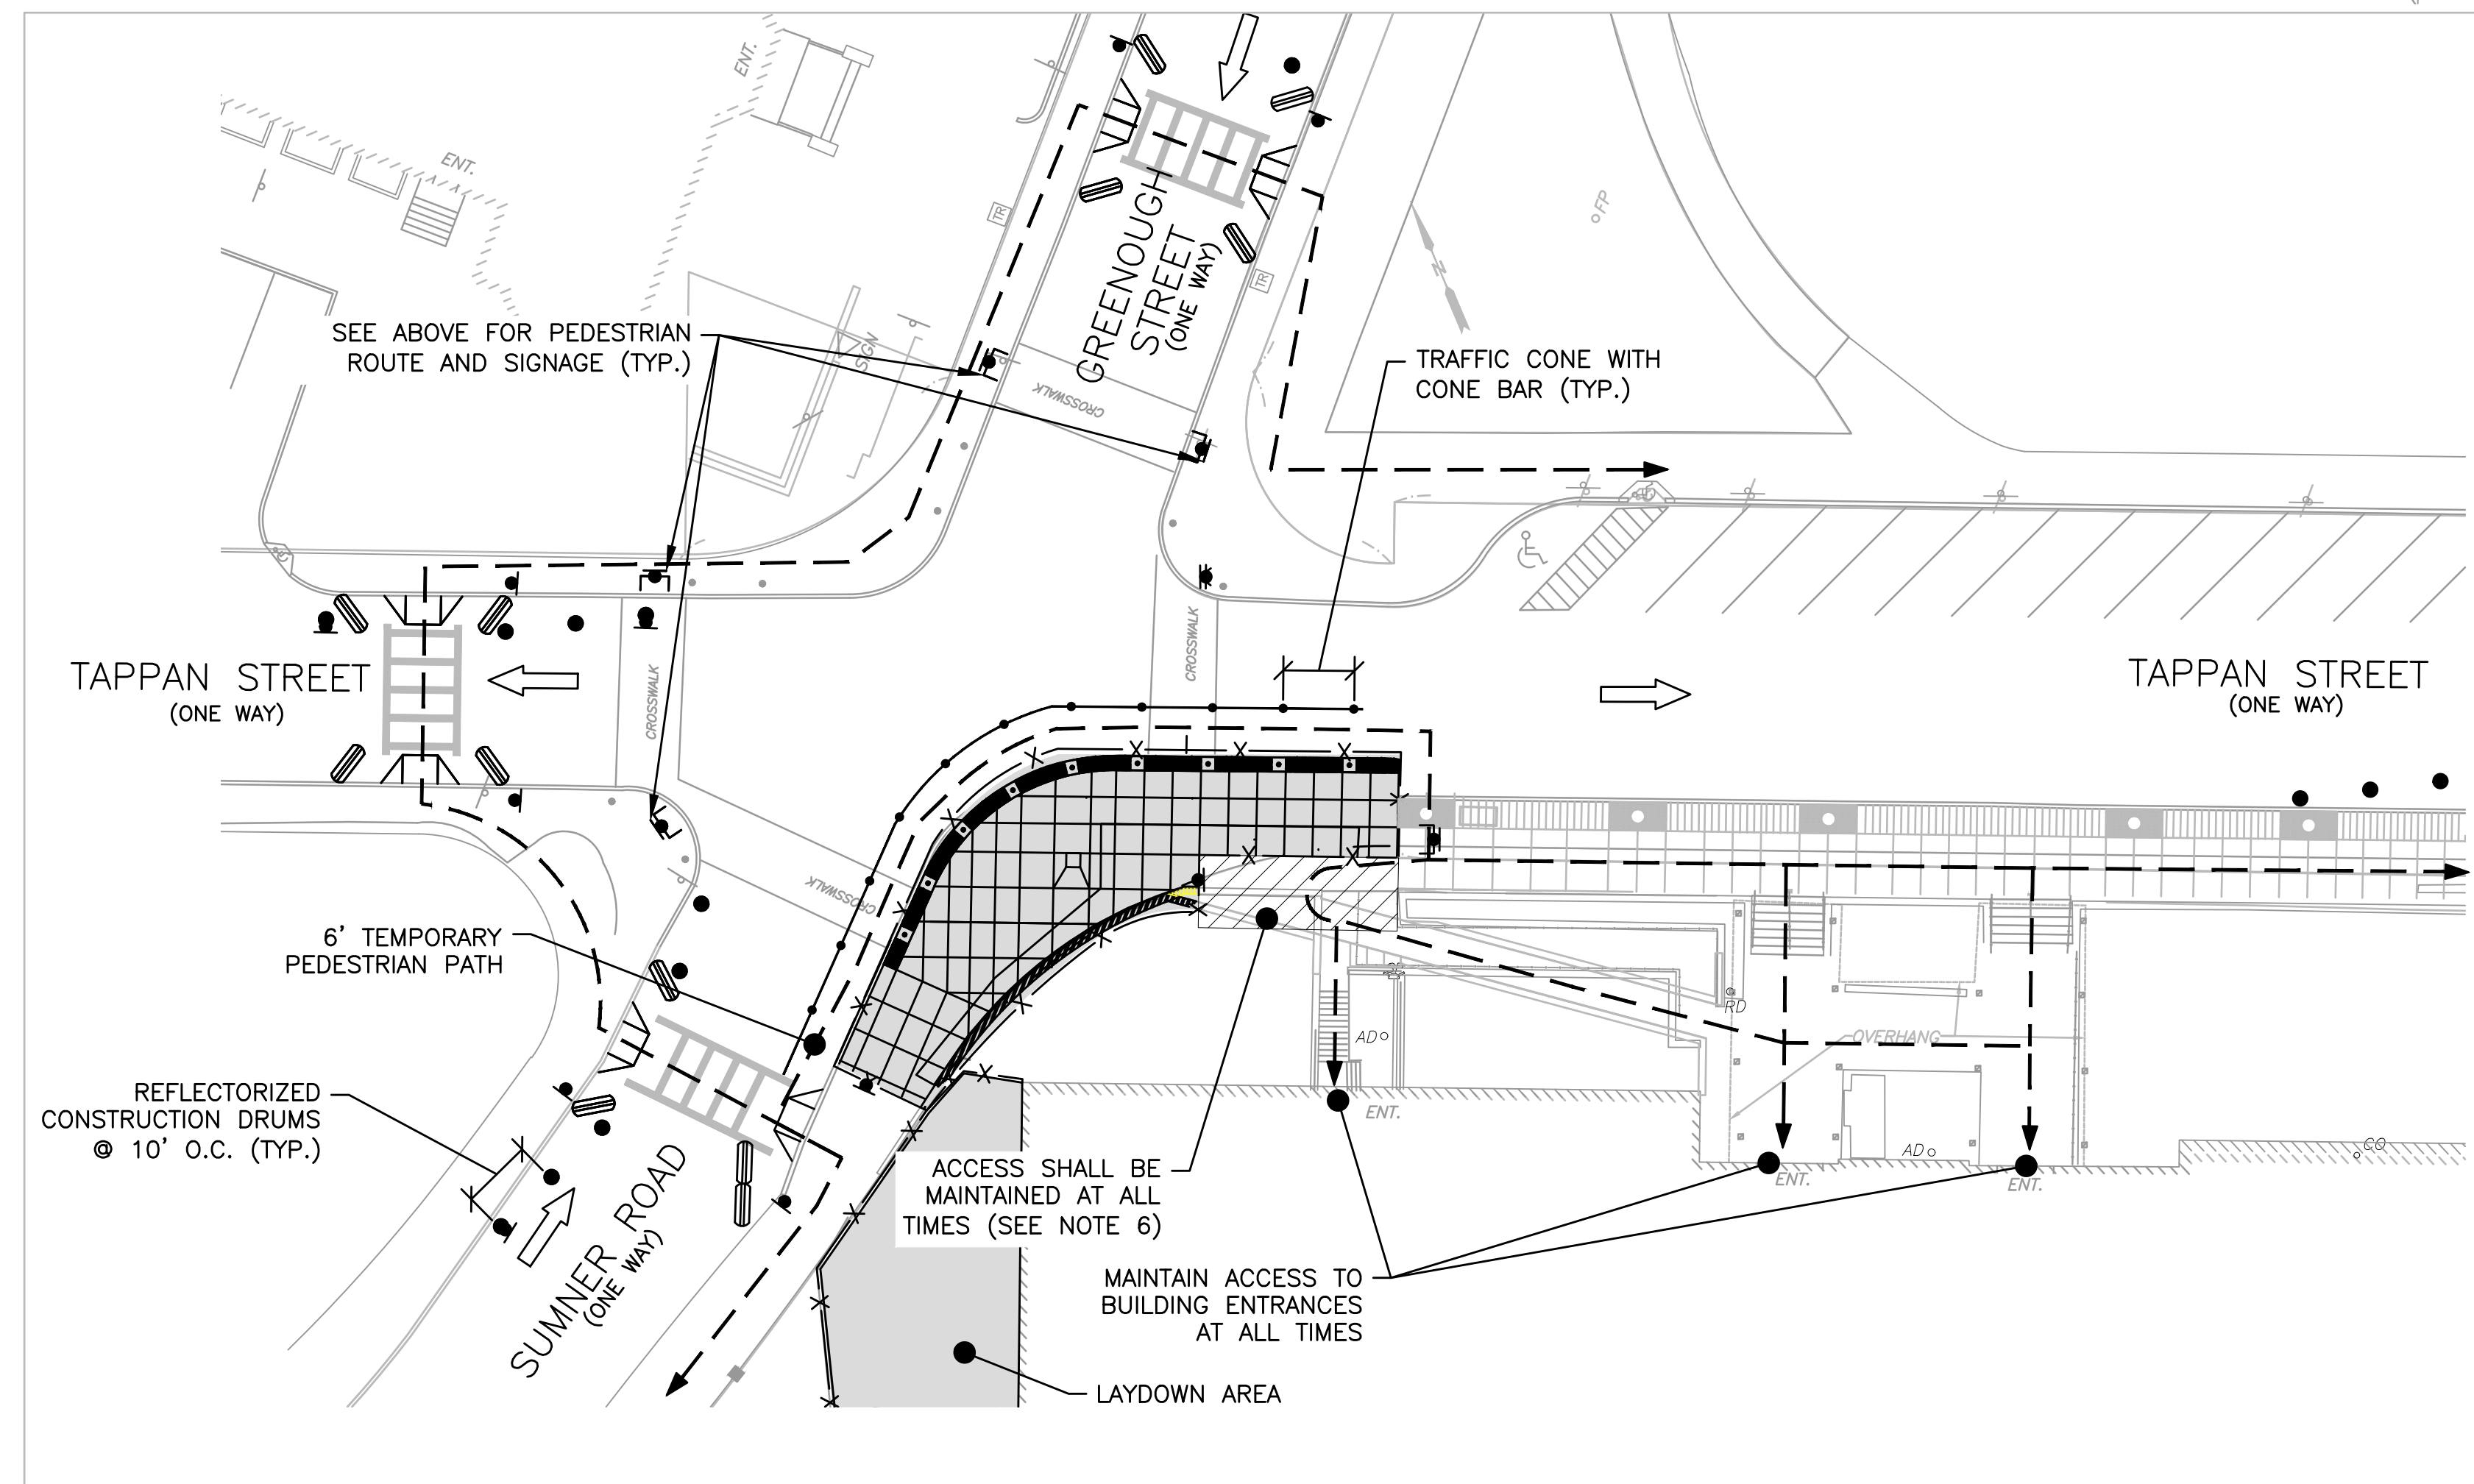 ENT.
ENT.
FP
TR
TR
N
GREENOUGH
STREET
(ONE WAY)
SEE ABOVE FOR PEDESTRIAN
ROUTE AND SIGNAGE (TYP.)
SIGN
CROSSWALK
TRAFFIC CONE WITH
CONE BAR (TYP.)
TAPPAN STREET
(ONE WAY)
CROSSWALK
CROSSWALK
TAPPAN STREET
(ONE WAY)
CROSSWALK
6' TEMPORARY
PEDESTRIAN PATH
RD
AD
OVERHANG
REFLECTORIZED
CONSTRUCTION DRUMS
@ 10' O.C. (TYP.)
ENT.
AD
CO
ENT.
ENT.
SUMNER ROAD
(ONE WAY)
ACCESS SHALL BE
MAINTAINED AT ALL
TIMES (SEE NOTE 6)
MAINTAIN ACCESS TO
BUILDING ENTRANCES
AT ALL TIMES
LAYDOWN AREA